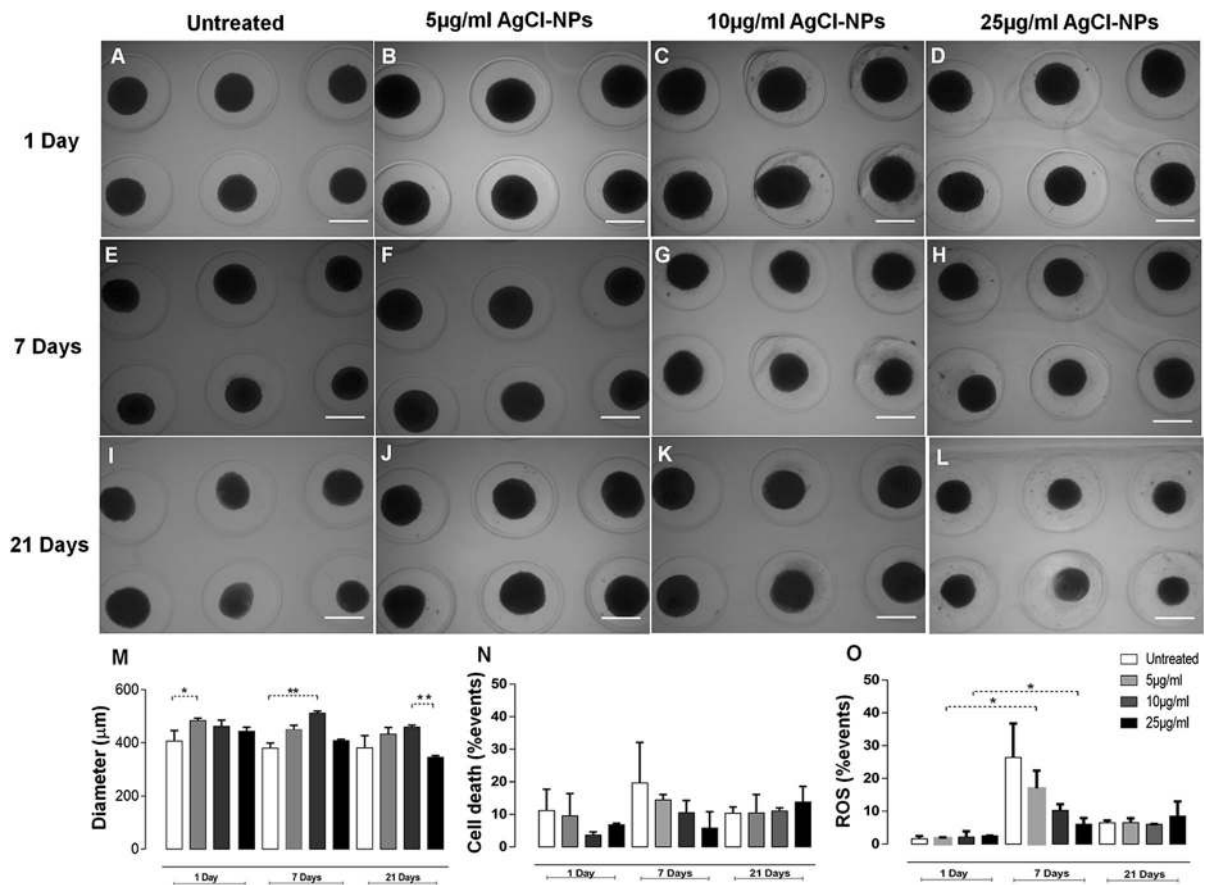 Untreated
5µg/ml AgCl-NPs
10µg/ml AgCl-NPs
25µg/ml AgCl-NPs
1 Day
A
B
C
D
7 Days
E
F
G
H
21 Days
I
J
K
L
M
Diameter (µm)
600
400
200
0
*
**
**
1 Day
7 Days
21 Days
N
Cell death (%events)
50
40
30
20
10
0
1 Day
7 Days
21 Days
O
ROS (%events)
50
40
30
20
10
0
*
*
1 Day
7 Days
21 Days
Untreated
5µg/ml
10µg/ml
25µg/ml